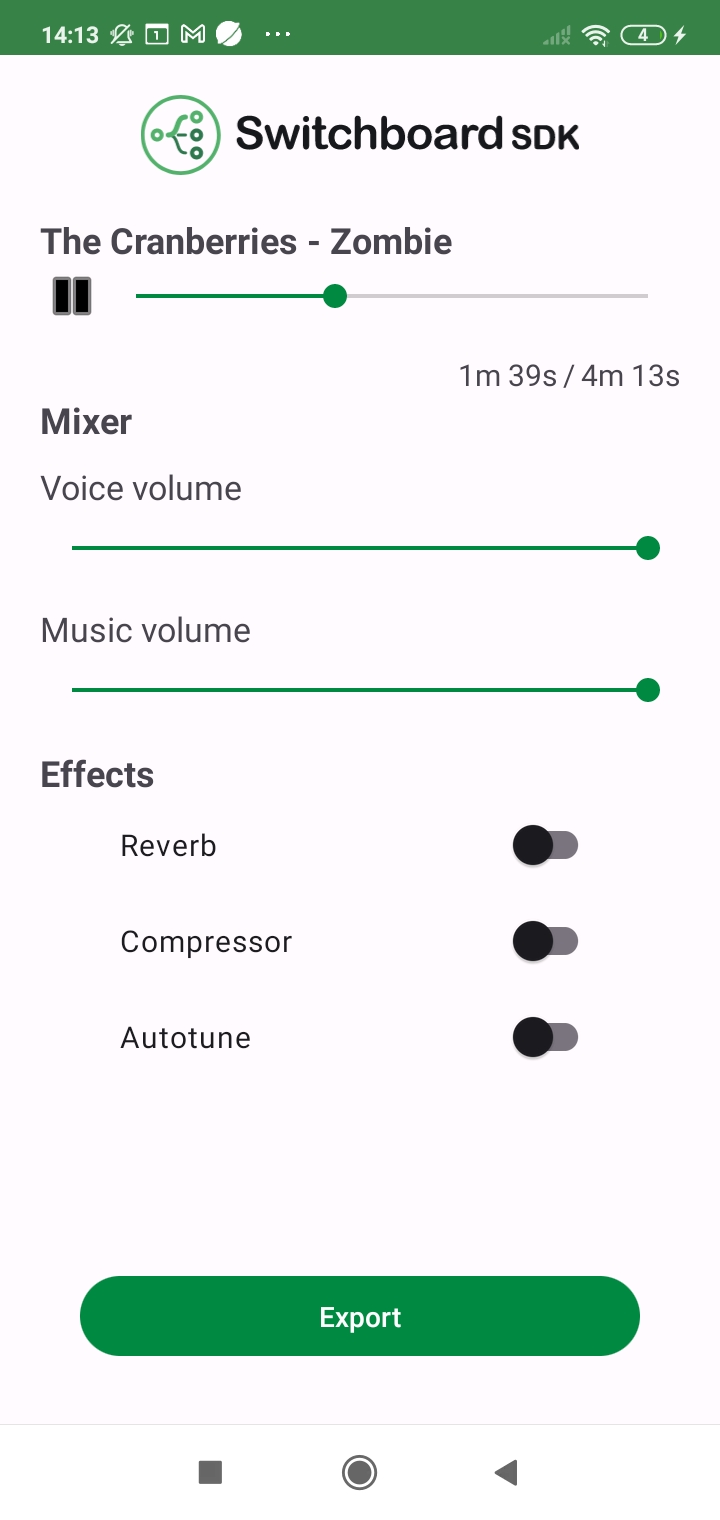 14:13 1 4
Switchboard SDK
The Cranberries - Zombie
1m 39s / 4m 13s
Mixer
Voice volume
Music volume
Effects
Reverb
Compressor
Autotune
Export